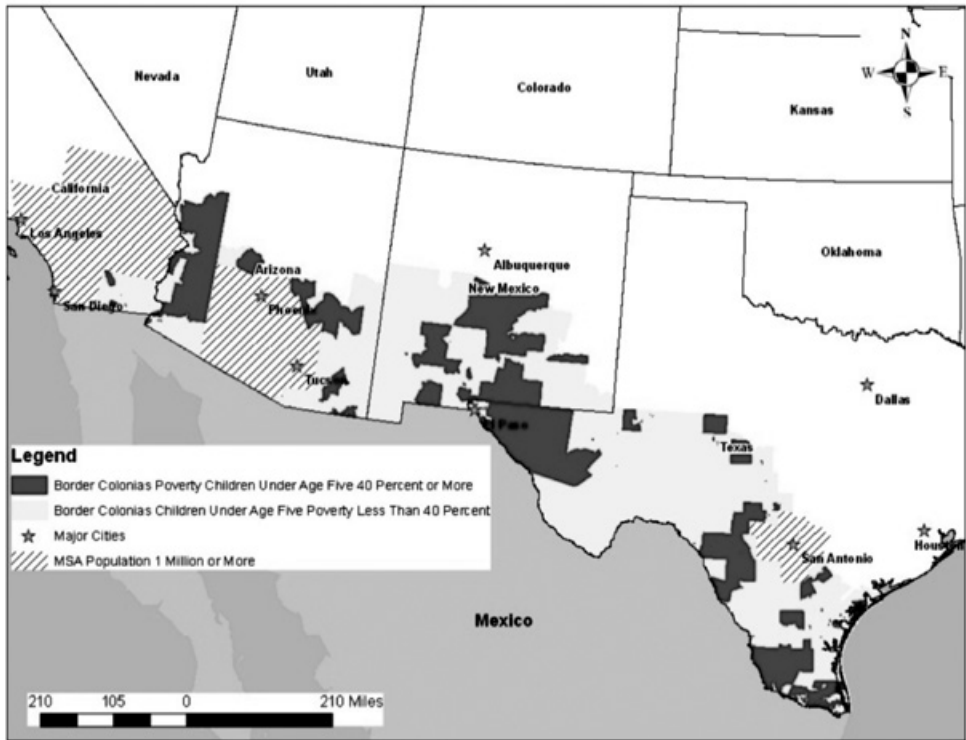 N
W E
S
Nevada
Utah
Colorado
Kansas
California
Los Angeles
Arizona
Albuquerque
Oklahoma
New Mexico
San Diego
Phoenix
Tucson
El Paso
Dallas
Texas
Legend
Border Colonias Poverty Children Under Age Five 40 Percent or More
Border Colonias Children Under Age Five Poverty Less Than 40 Percent
Major Cities
MSA Population 1 Million or More
San Antonio
Houston
Mexico
210 105 0 210 Miles